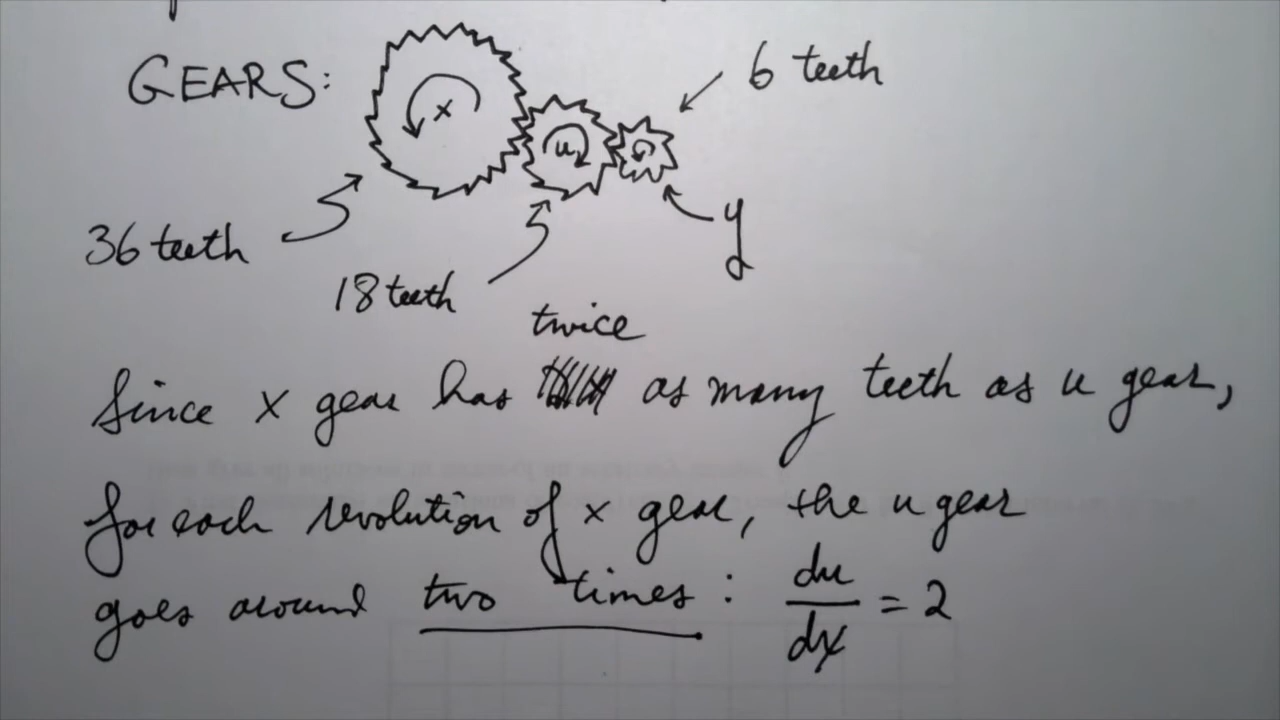 GEARS:
x
u
6 teeth
y
36 teeth
18 teeth
twice
Since x gear has as many teeth as u gear,
for each revolution of x gear, the u gear
goes around two times: du/dx = 2